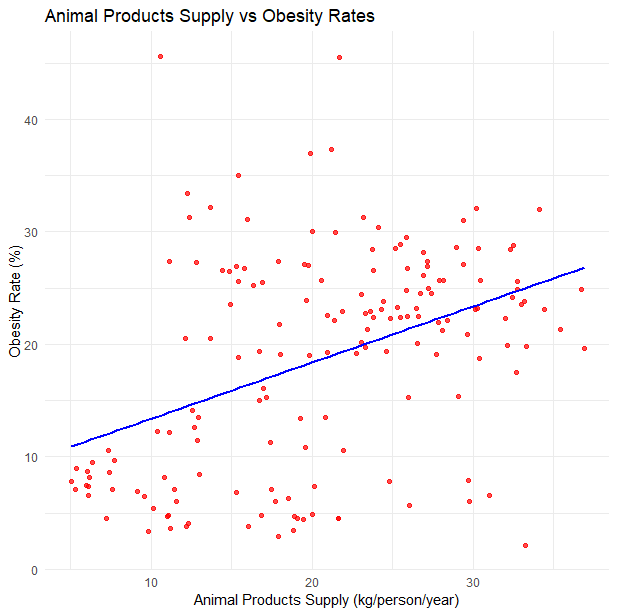 Animal Products Supply vs Obesity Rates
Obesity Rate (%)
40
30
20
10
0
10 20 30
Animal Products Supply (kg/person/year)